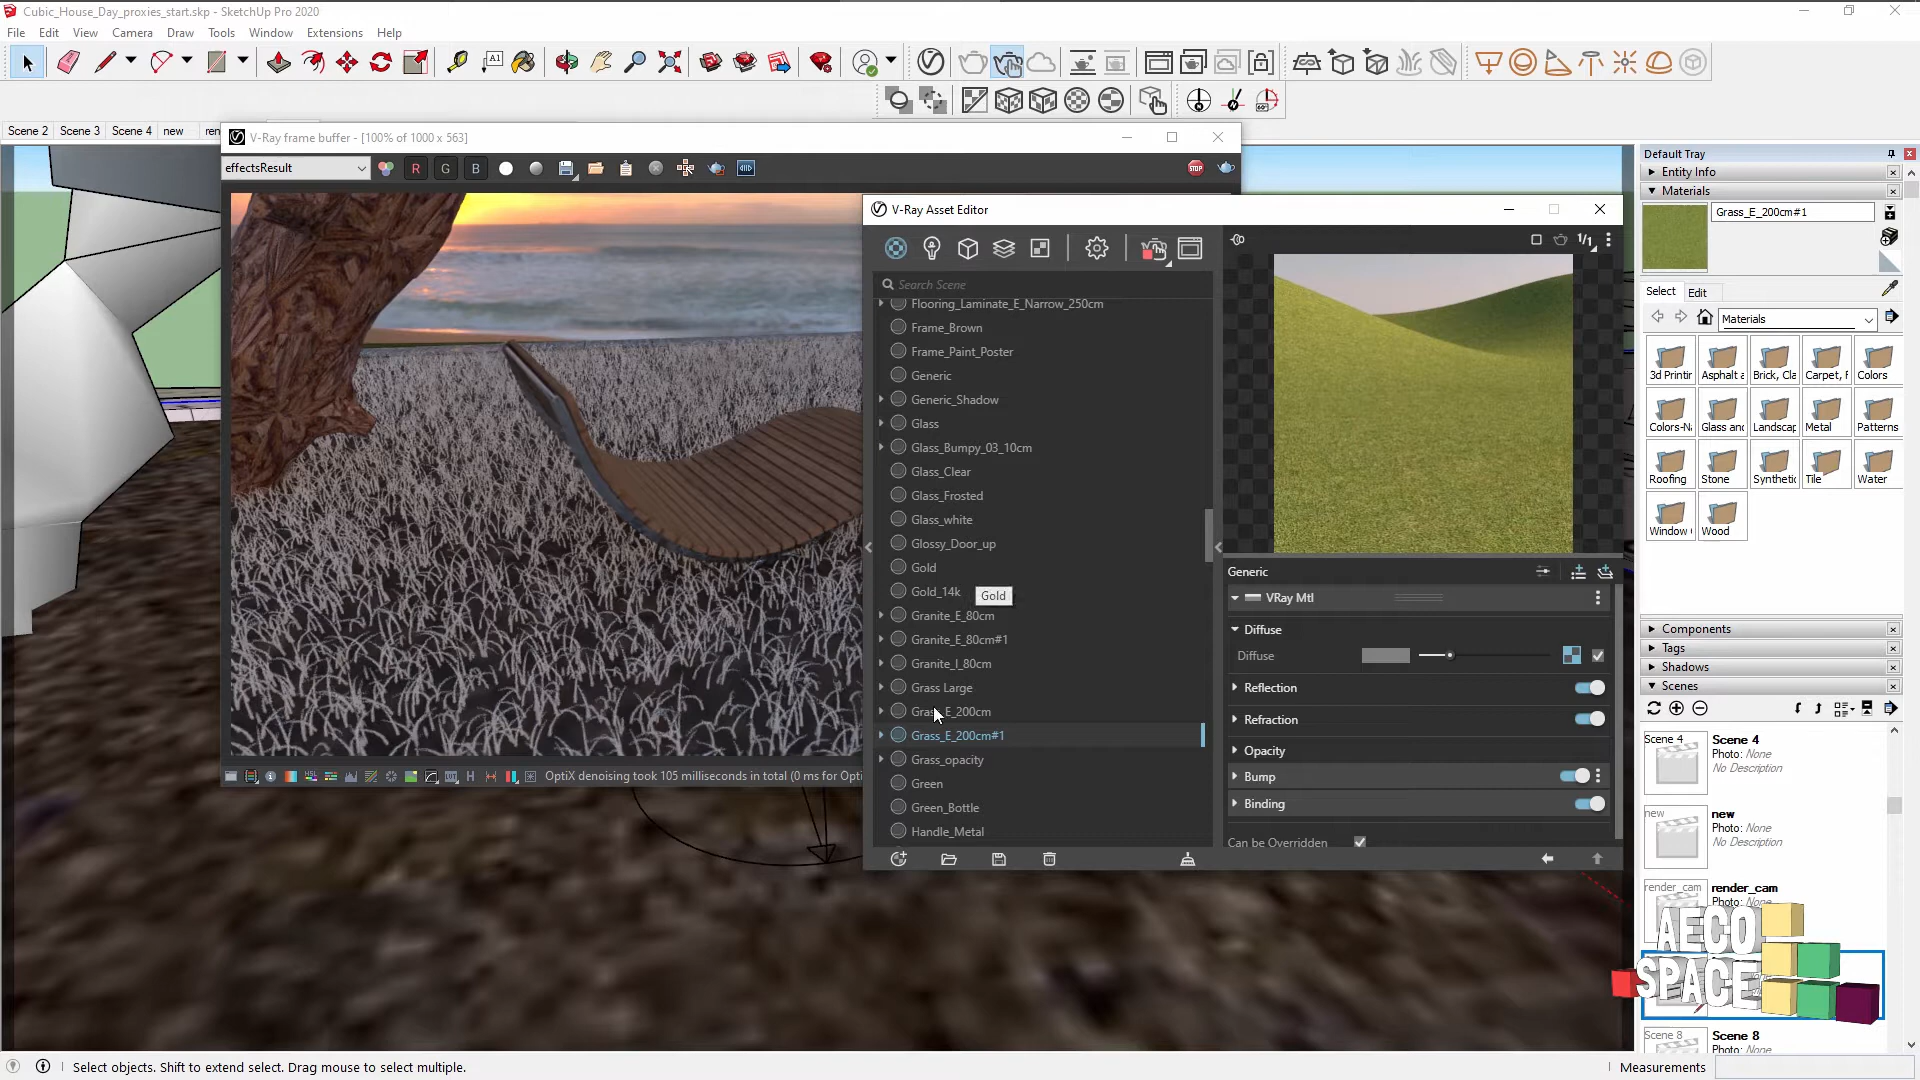 Cubic_House_Day_proxies_start.skp - SketchUp Pro 2020
File Edit View Camera Draw Tools Window Extensions Help
A1
Scene 2 Scene 3 Scene 4 new ren
V-Ray frame buffer - [100% of 1000 x 563]
effectsResult
R G B
STOP
V-Ray Asset Editor
Search Scene
Flooring_Laminate_E_Narrow_250cm
Frame_Brown
Frame_Paint_Poster
Generic
Generic_Shadow
Glass
Glass_Bumpy_03_10cm
Glass_Clear
Glass_Frosted
Glass_white
Glossy_Door_up
Gold
Gold_14k
Gold
Granite_E_80cm
Granite_E_80cm#1
Granite_I_80cm
Grass Large
Grass_E_200cm
Grass_E_200cm#1
Grass_opacity
Green
Green_Bottle
Handle_Metal
1/1
Generic
VRay Mtl
Diffuse
Diffuse
Reflection
Refraction
Opacity
Bump
Binding
Can be Overridden
H
OptiX denoising took 105 milliseconds in total (0 ms for Opti
Default Tray
Entity Info
Materials
Grass_E_200cm#1
Select Edit
Materials
3d Printir Asphalt a Brick, Cla Carpet, F Colors
Colors-Na Glass and Landscap Metal Patterns
Roofing Stone Synthetic Tile Water
Window Wood
Components
Tags
Shadows
Scenes
Scene 4 Scene 4
Photo: None
No Description
new new
Photo: None
No Description
render_cam render_cam
Photo: None
AECO
SPACE
Scene 8 Scene 8
Photo: None
Select objects. Shift to extend select. Drag mouse to select multiple.
Measurements